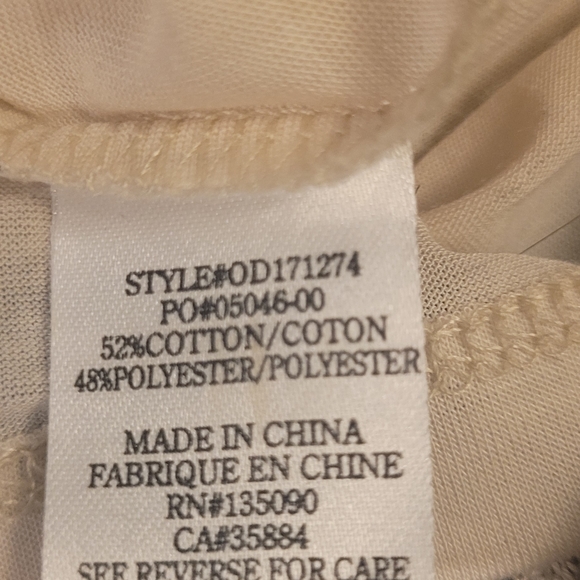 STYLE#OD171274
PO#05046-00
52%COTTON/COTON
48%POLYESTER/POLYESTER
MADE IN CHINA
FABRIQUE EN CHINE
RN#135090
CA#35884
SEE REVERSE FOR CARE